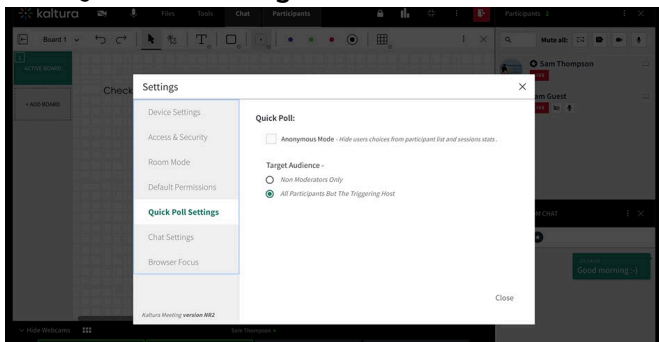 kaltura
Files
Tools
Chat
Participants
Participants 2
Board 1
Mute all:
1
ACTIVE BOARD
Sam Thompson
Check
+ ADD BOARD
Guest
Settings
Device Settings
Access & Security
Room Mode
Default Permissions
Quick Poll Settings
Chat Settings
Browser Focus
Kaltura Meeting version NR2
Quick Poll:
Anonymous Mode - Hide users choices from participant list and sessions stats .
Target Audience -
Non Moderators Only
All Participants But The Triggering Host
Close
CHAT
Good morning :-)
Hide Webcams
Sam Thompson